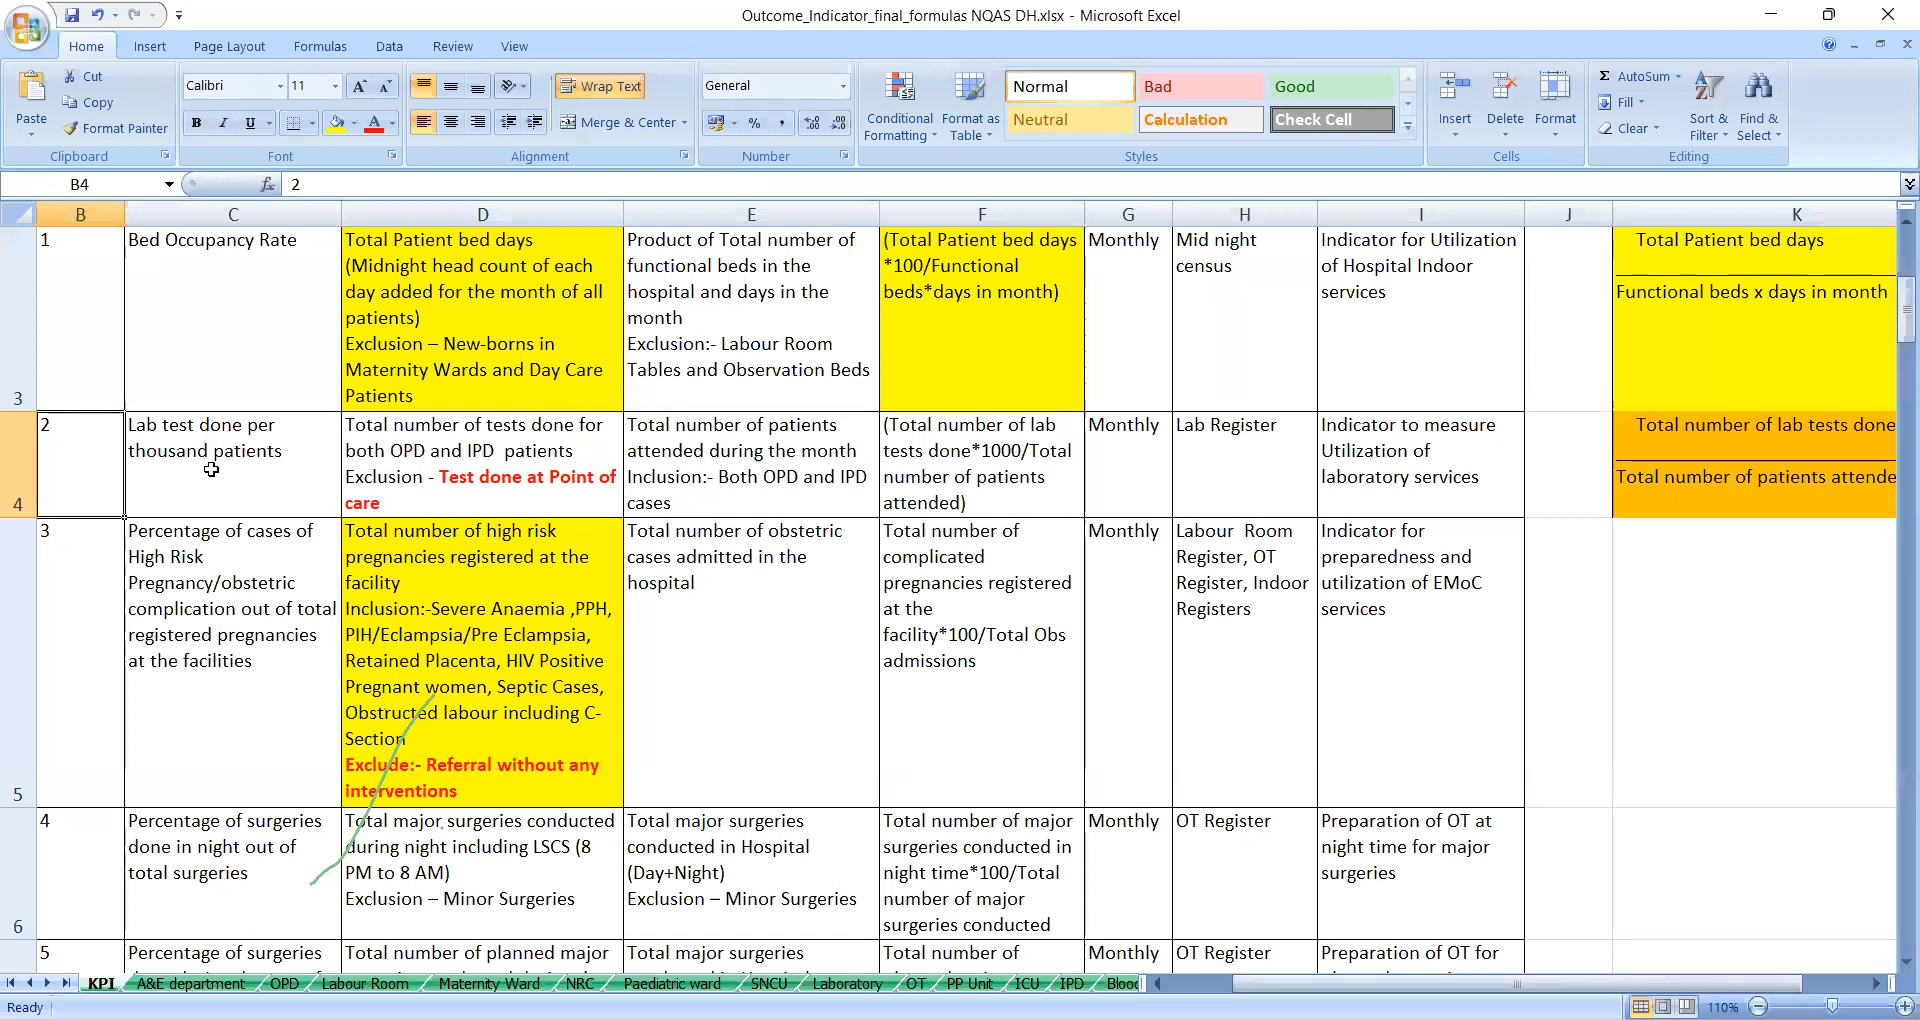 Outcome_Indicator_final_formulas NQAS DH.xlsx - Microsoft Excel
Home Insert Page Layout Formulas Data Review View
Paste
Cut
Copy
Format Painter
Clipboard
Calibri 11
B I U
Font
Wrap Text
Merge & Center
Alignment
General
%
Number
Conditional Formatting
Format as Table
Normal Bad Good
Neutral Calculation Check Cell
Styles
Insert Delete Format
Cells
Σ AutoSum
Fill
Clear
Sort & Filter
Find & Select
Editing
B4 fx 2
B C D E F G H I J K
3
1
Bed Occupancy Rate
Total Patient bed days
(Midnight head count of each
day added for the month of all
patients)
Exclusion – New-borns in
Maternity Wards and Day Care
Patients
Product of Total number of
functional beds in the
hospital and days in the
month
Exclusion:- Labour Room
Tables and Observation Beds
(Total Patient bed days
*100/Functional
beds*days in month)
Monthly
Mid night
census
Indicator for Utilization
of Hospital Indoor
services
Total Patient bed days
Functional beds x days in month
4
2
Lab test done per
thousand patients
Total number of tests done for
both OPD and IPD patients
Exclusion - Test done at Point of
care
Total number of patients
attended during the month
Inclusion:- Both OPD and IPD
cases
(Total number of lab
tests done*1000/Total
number of patients
attended)
Monthly
Lab Register
Indicator to measure
Utilization of
laboratory services
Total number of lab tests done
Total number of patients attende
5
3
Percentage of cases of
High Risk
Pregnancy/obstetric
complication out of total
registered pregnancies
at the facilities
Total number of high risk
pregnancies registered at the
facility
Inclusion:-Severe Anaemia ,PPH,
PIH/Eclampsia/Pre Eclampsia,
Retained Placenta, HIV Positive
Pregnant women, Septic Cases,
Obstructed labour including C-
Section
Exclude:- Referral without any
interventions
Total number of obstetric
cases admitted in the
hospital
Total number of
complicated
pregnancies registered
at the
facility*100/Total Obs
admissions
Monthly
Labour Room
Register, OT
Register, Indoor
Registers
Indicator for
preparedness and
utilization of EMoC
services
6
4
Percentage of surgeries
done in night out of
total surgeries
Total major surgeries conducted
during night including LSCS (8
PM to 8 AM)
Exclusion – Minor Surgeries
Total major surgeries
conducted in Hospital
(Day+Night)
Exclusion – Minor Surgeries
Total number of major
surgeries conducted in
night time*100/Total
number of major
surgeries conducted
Monthly
OT Register
Preparation of OT at
night time for major
surgeries
5
Percentage of surgeries
Total number of planned major
Total major surgeries
Total number of
Monthly
OT Register
Preparation of OT for
KPI A&E department OPD Labour Room Maternity Ward NRC Paediatric ward SNCU Laboratory OT PP Unit ICU IPD Blood
Ready 110%